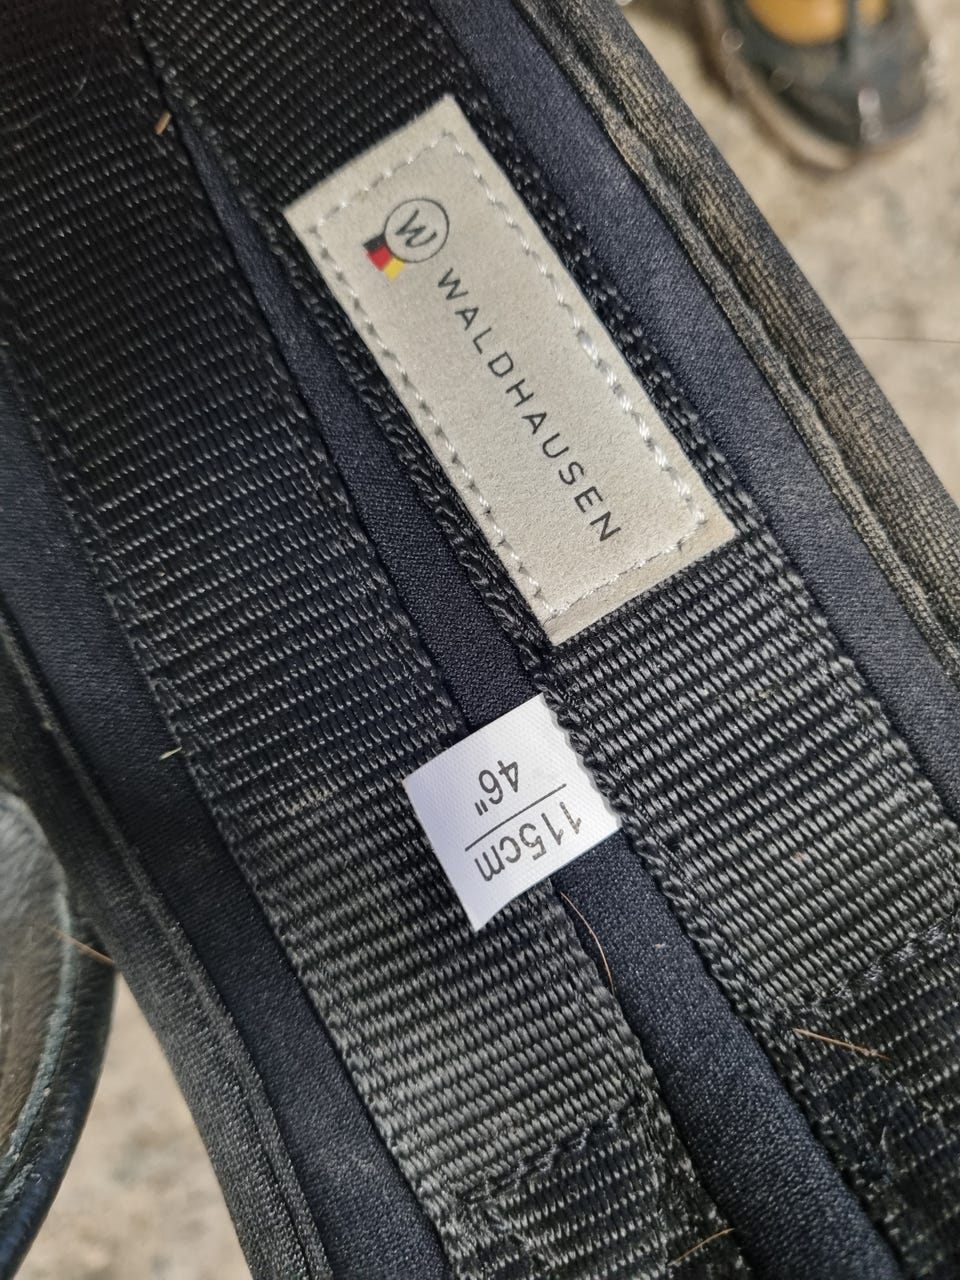 W
WALDHAUSEN
115cm
46"